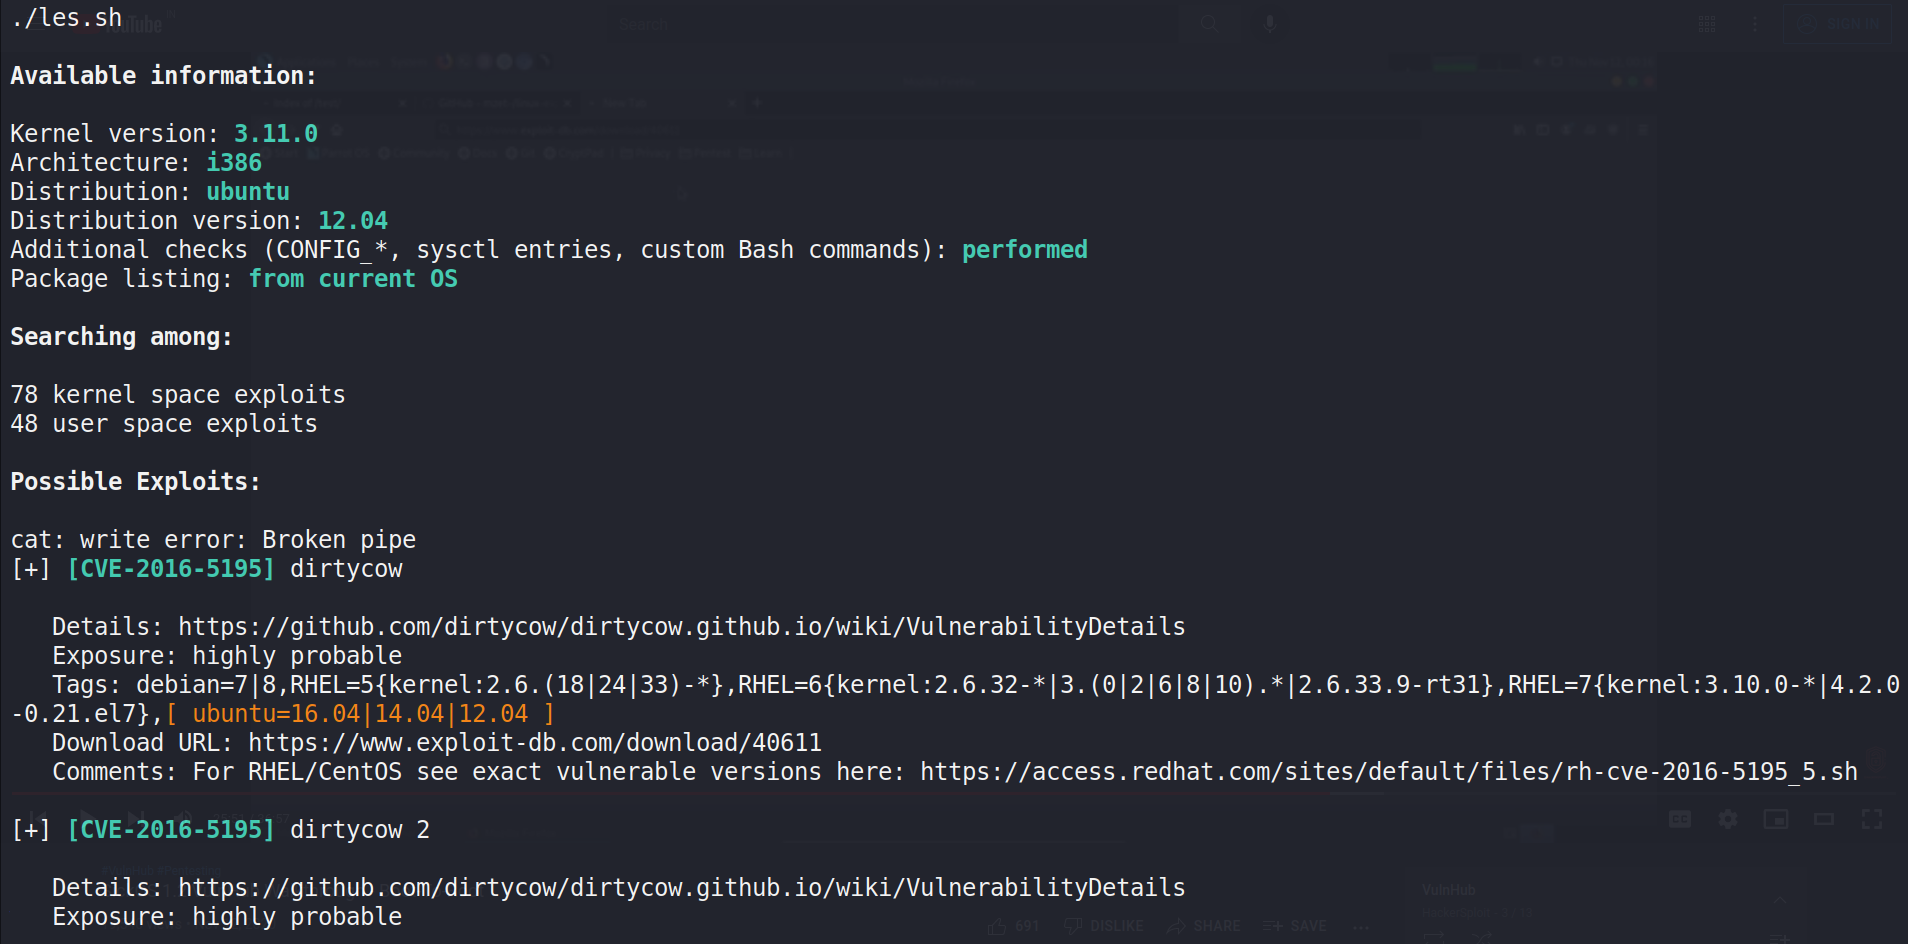 ./les.sh
Search
SIGN IN
Available information:
Kernel version: 3.11.0
Architecture: i386
Distribution: ubuntu
Distribution version: 12.04
Additional checks (CONFIG_*, sysctl entries, custom Bash commands): performed
Package listing: from current OS
Searching among:
78 kernel space exploits
48 user space exploits
Possible Exploits:
cat: write error: Broken pipe
[+] [CVE-2016-5195] dirtycow
Details: https://github.com/dirtycow/dirtycow.github.io/wiki/VulnerabilityDetails
Exposure: highly probable
Tags: debian=7|8,RHEL=5{kernel:2.6.(18|24|33)-*},RHEL=6{kernel:2.6.32-*|3.(0|2|6|8|10).*|2.6.33.9-rt31},RHEL=7{kernel:3.10.0-*|4.2.0
-0.21.el7},[ ubuntu=16.04|14.04|12.04 ]
Download URL: https://www.exploit-db.com/download/40611
Comments: For RHEL/CentOS see exact vulnerable versions here: https://access.redhat.com/sites/default/files/rh-cve-2016-5195_5.sh
[+] [CVE-2016-5195] dirtycow 2
Details: https://github.com/dirtycow/dirtycow.github.io/wiki/VulnerabilityDetails
Exposure: highly probable
VulnHub
691 DISLIKE SHARE SAVE